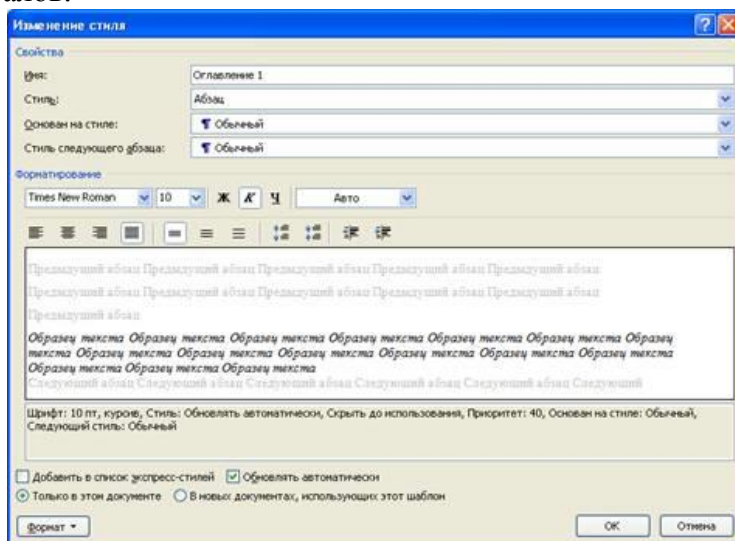 Изменение стиля
Свойства
Имя: Оглавление 1
Стиль: Абзац
Основан на стиле: ¶ Обычный
Стиль следующего абзаца: ¶ Обычный
Форматирование
Times New Roman 10 Ж К Ч Авто
Предыдущий абзац Предыдущий абзац Предыдущий абзац Предыдущий абзац Предыдущий абзац
Предыдущий абзац Предыдущий абзац Предыдущий абзац Предыдущий абзац Предыдущий абзац
Предыдущий абзац
Образец текста Образец текста Образец текста Образец текста Образец текста Образец текста Образец
текста Образец текста Образец текста Образец текста Образец текста Образец текста Образец текста
Образец текста Образец текста Образец текста
Следующий абзац Следующий абзац Следующий абзац Следующий абзац Следующий абзац Следующий
Шрифт: 10 пт, курсив, Стиль: Обновлять автоматически, Скрыть до использования, Приоритет: 40, Основан на стиле: Обычный,
Следующий стиль: Обычный
Добавить в список экспресс-стилей Обновлять автоматически
Только в этом документе В новых документах, использующих этот шаблон
Формат OK Отмена